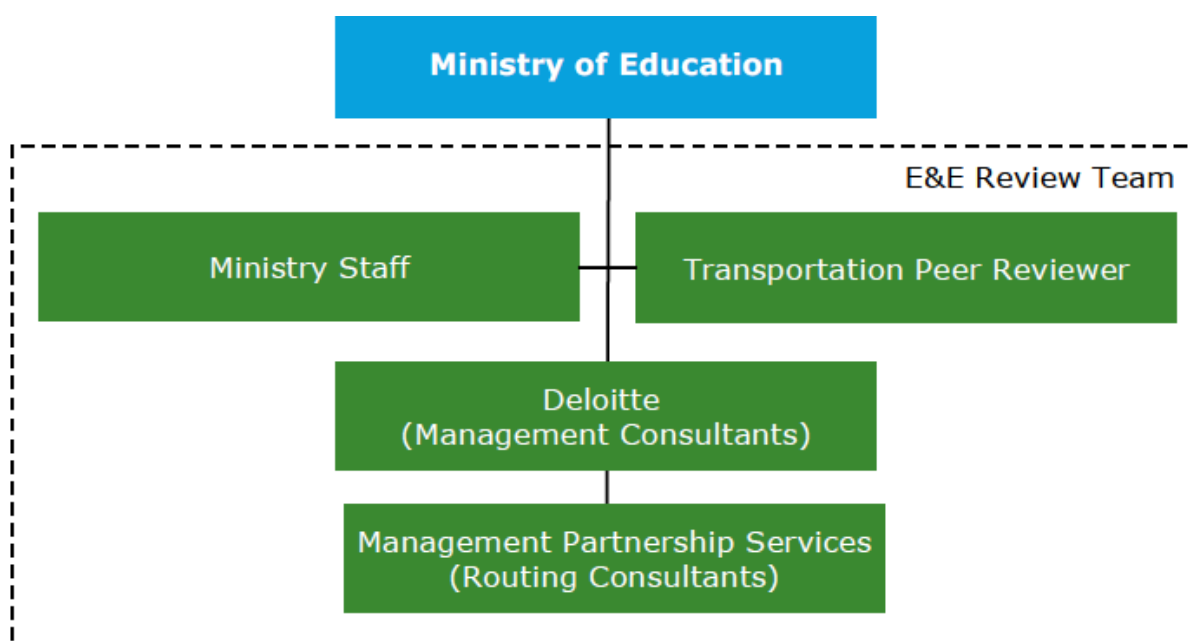 Ministry of Education
E&E Review Team
Ministry Staff
Transportation Peer Reviewer
Deloitte
(Management Consultants)
Management Partnership Services
(Routing Consultants)